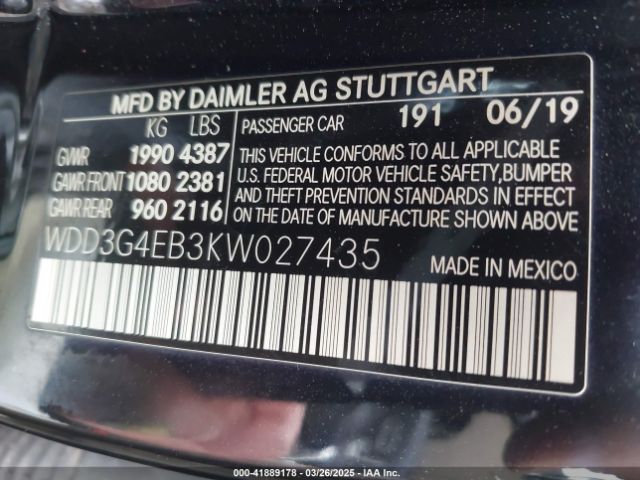 MFD BY DAIMLER AG STUTTGART
KG LBS PASSENGER CAR 191 06/19
GVWR 1990 4387 THIS VEHICLE CONFORMS TO ALL APPLICABLE
GAWR FRONT 1080 2381 U.S. FEDERAL MOTOR VEHICLE SAFETY, BUMPER
GAWR REAR 960 2116 AND THEFT PREVENTION STANDARDS IN EFFECT
ON THE DATE OF MANUFACTURE SHOWN ABOVE
WDD3G4EB3KW027435 MADE IN MEXICO
000-41889178 - 03/26/2025 - IAA Inc.